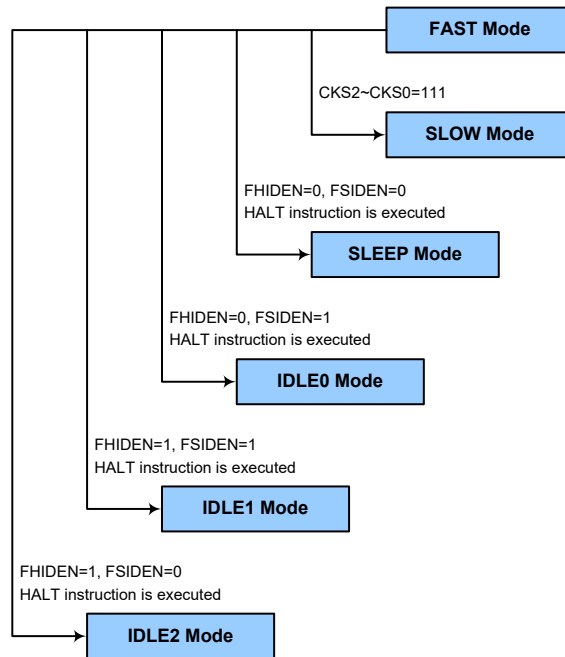 FAST Mode
CKS2~CKS0=111
SLOW Mode
FHIDEN=0, FSIDEN=0
HALT instruction is executed
SLEEP Mode
FHIDEN=0, FSIDEN=1
HALT instruction is executed
IDLE0 Mode
FHIDEN=1, FSIDEN=1
HALT instruction is executed
IDLE1 Mode
FHIDEN=1, FSIDEN=0
HALT instruction is executed
IDLE2 Mode